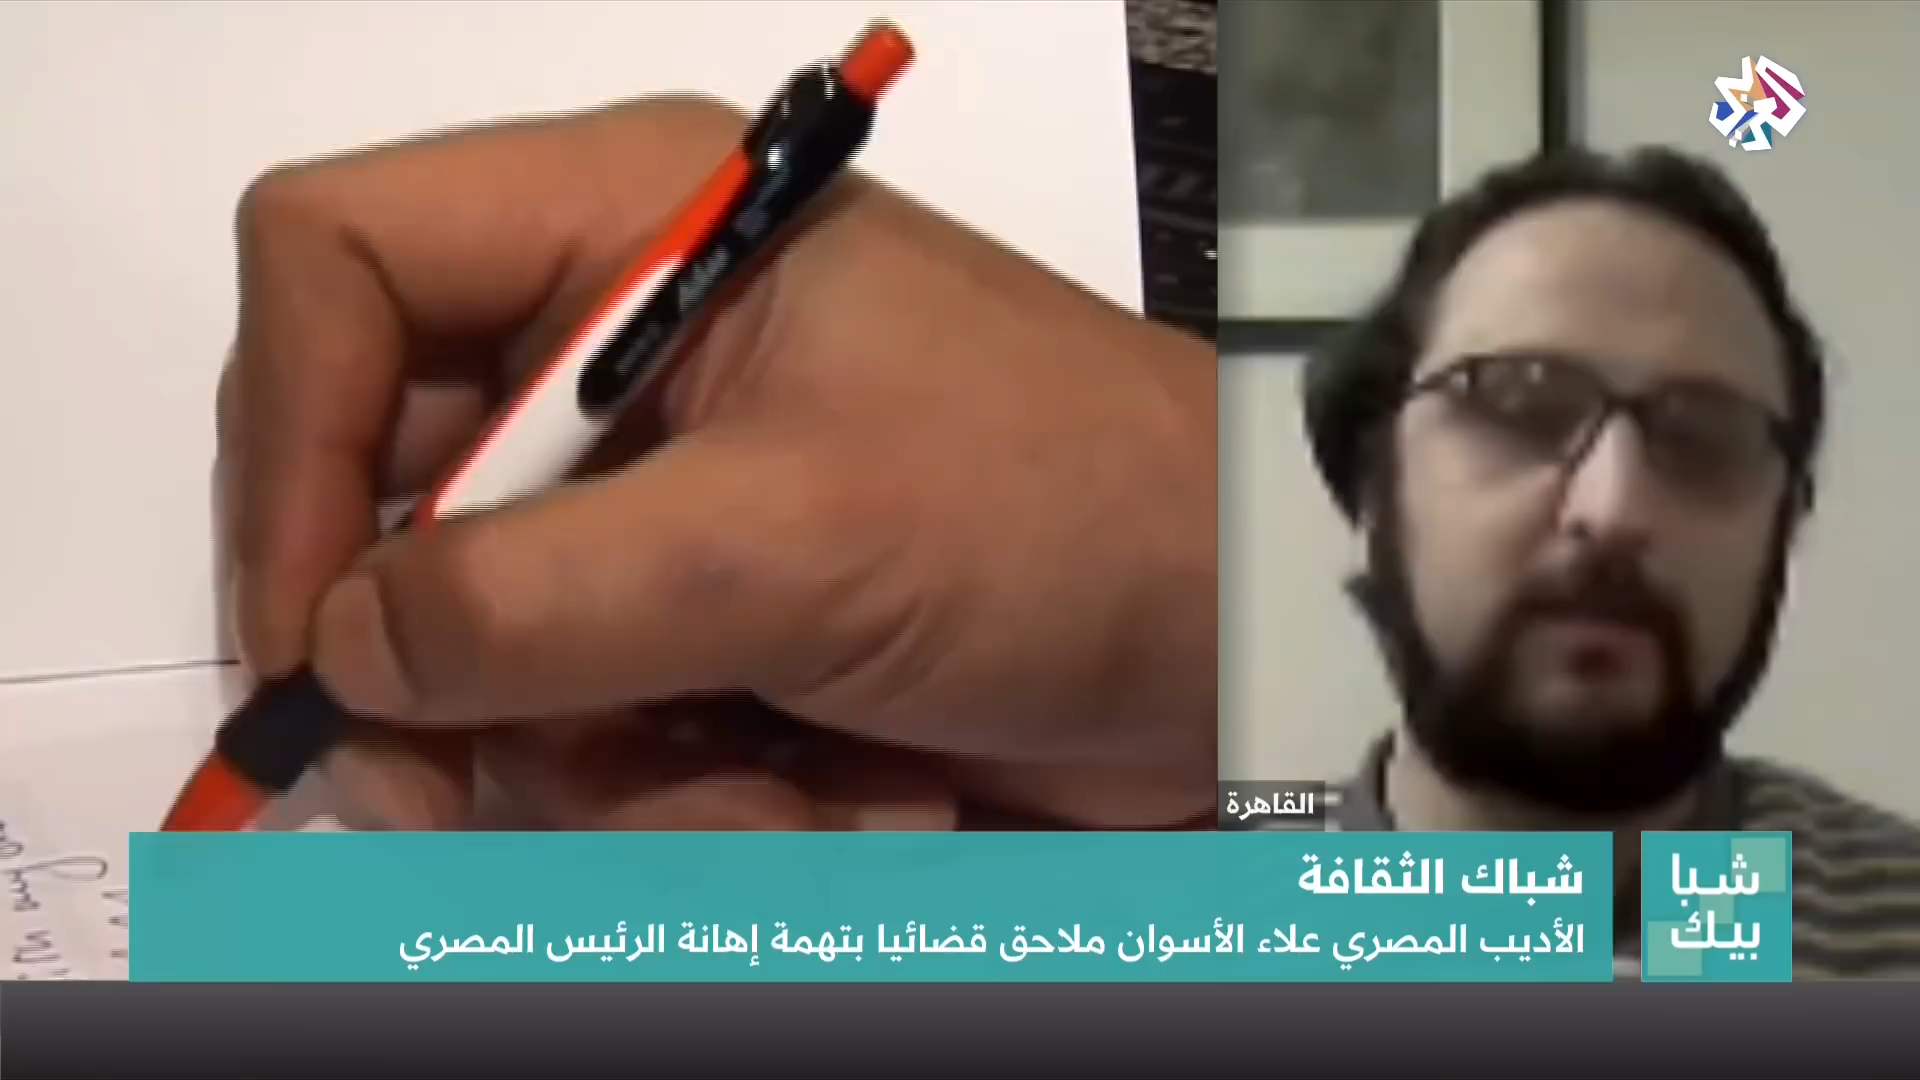 القاهرة
شباك الثقافة
الأديب المصري علاء الأسوان ملاحق قضائيا بتهمة إهانة الرئيس المصري
شبا
بيك